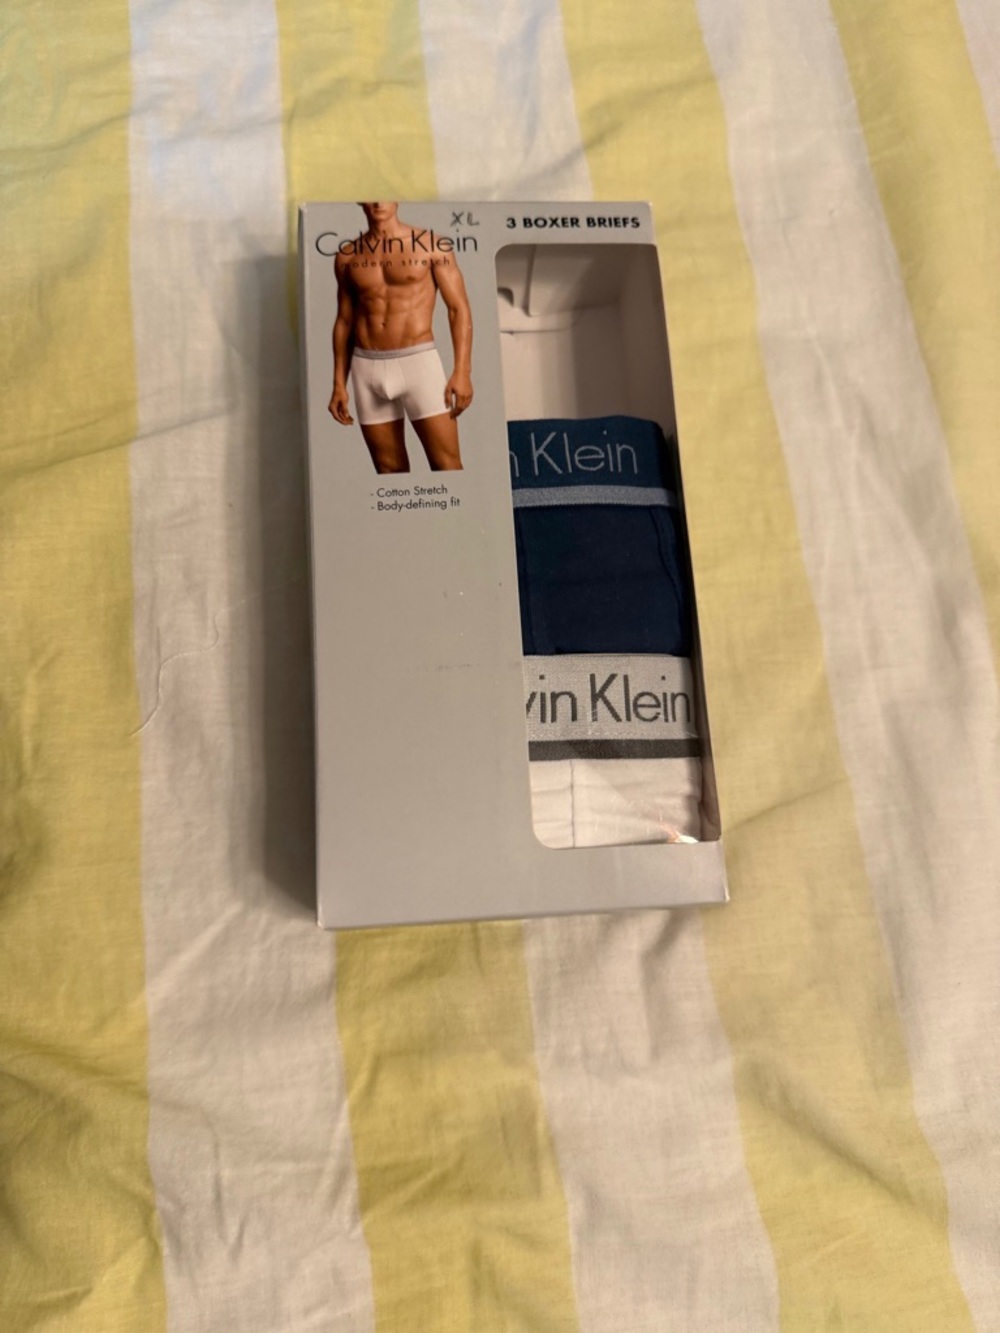 XL
Calvin Klein
modern stretch
3 BOXER BRIEFS
- Cotton Stretch
- Body-defining fit
n Klein
vin Klein